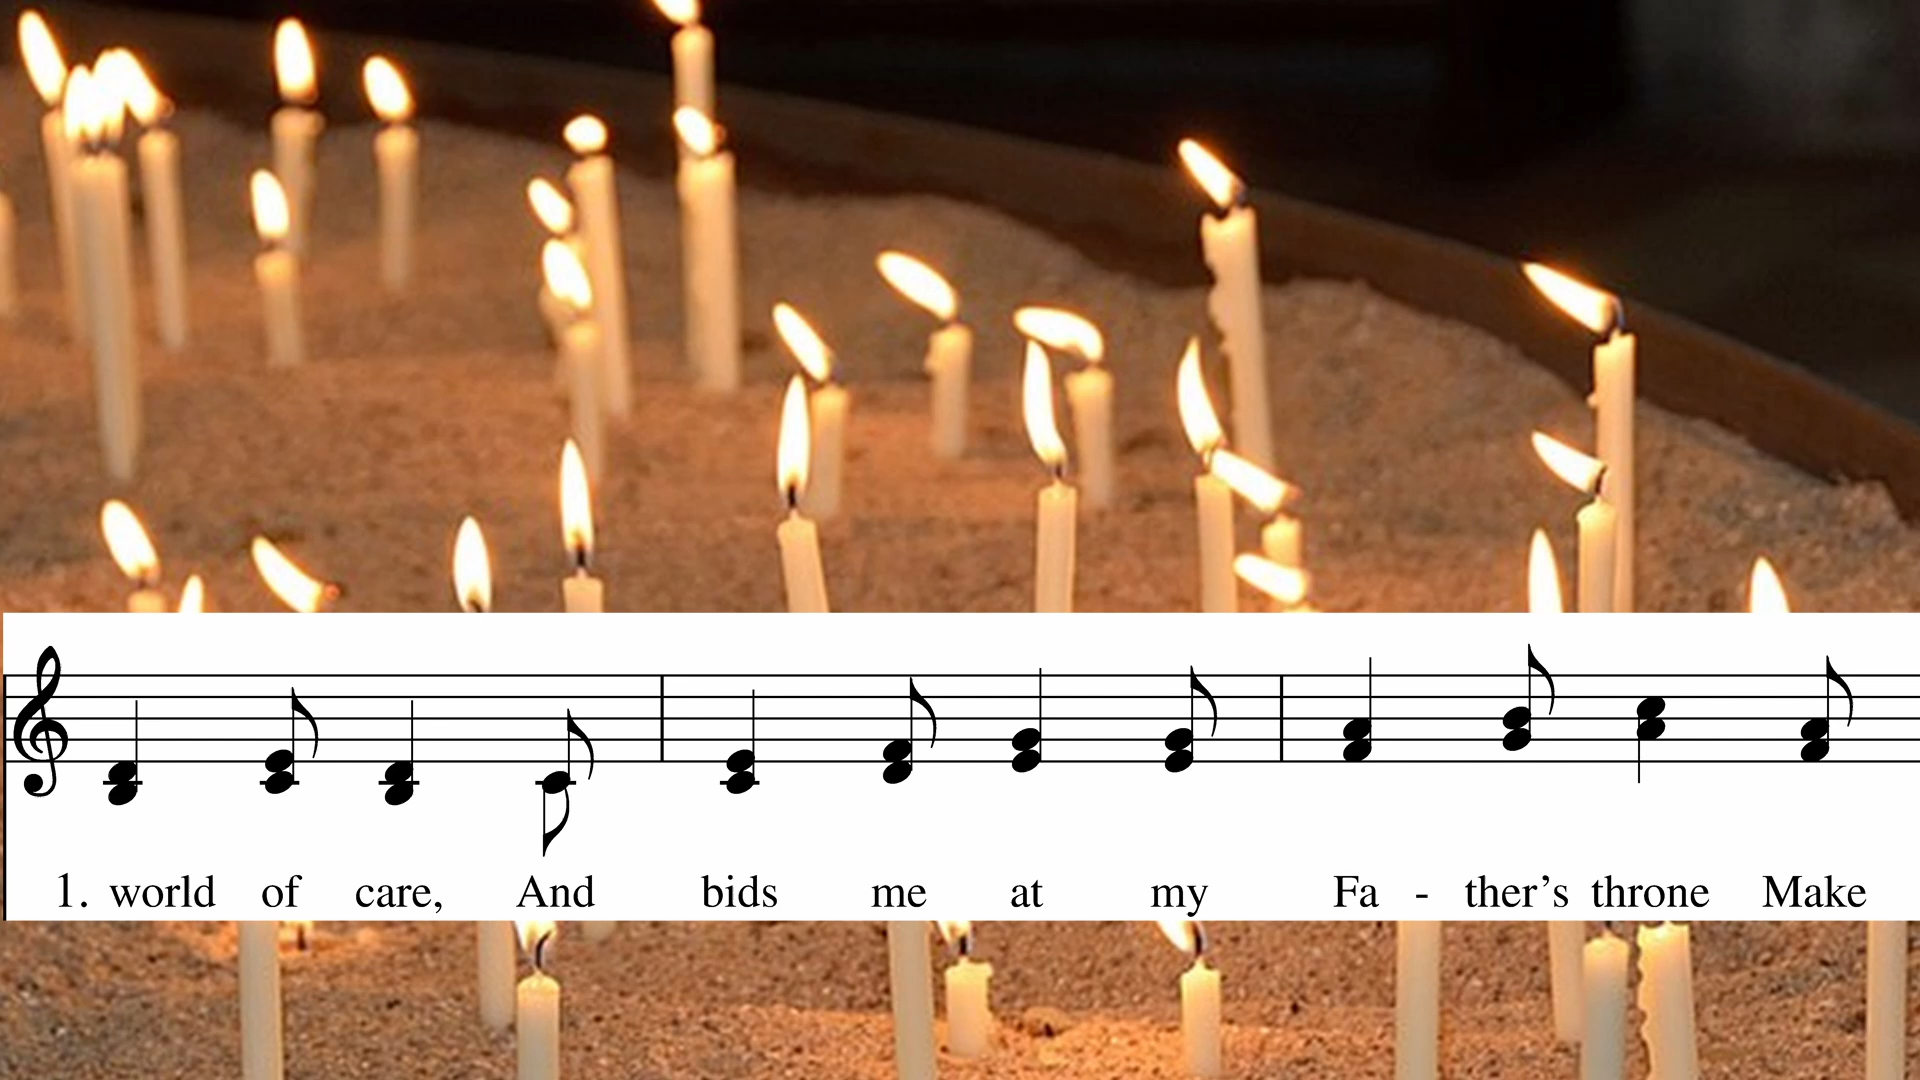 1. world of care, And bids me at my Fa - ther’s throne Make